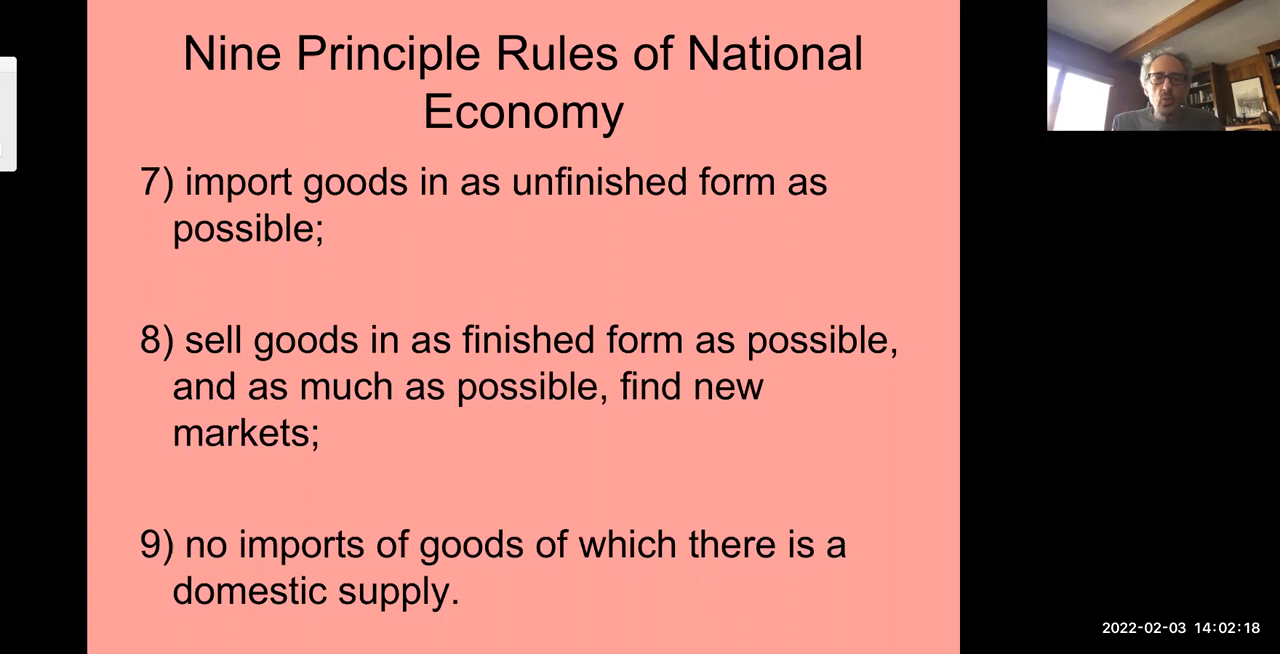 Nine Principle Rules of National
Economy
7) import goods in as unfinished form as
possible;
8) sell goods in as finished form as possible,
and as much as possible, find new
markets;
9) no imports of goods of which there is a
domestic supply.
2022-02-03 14:02:18